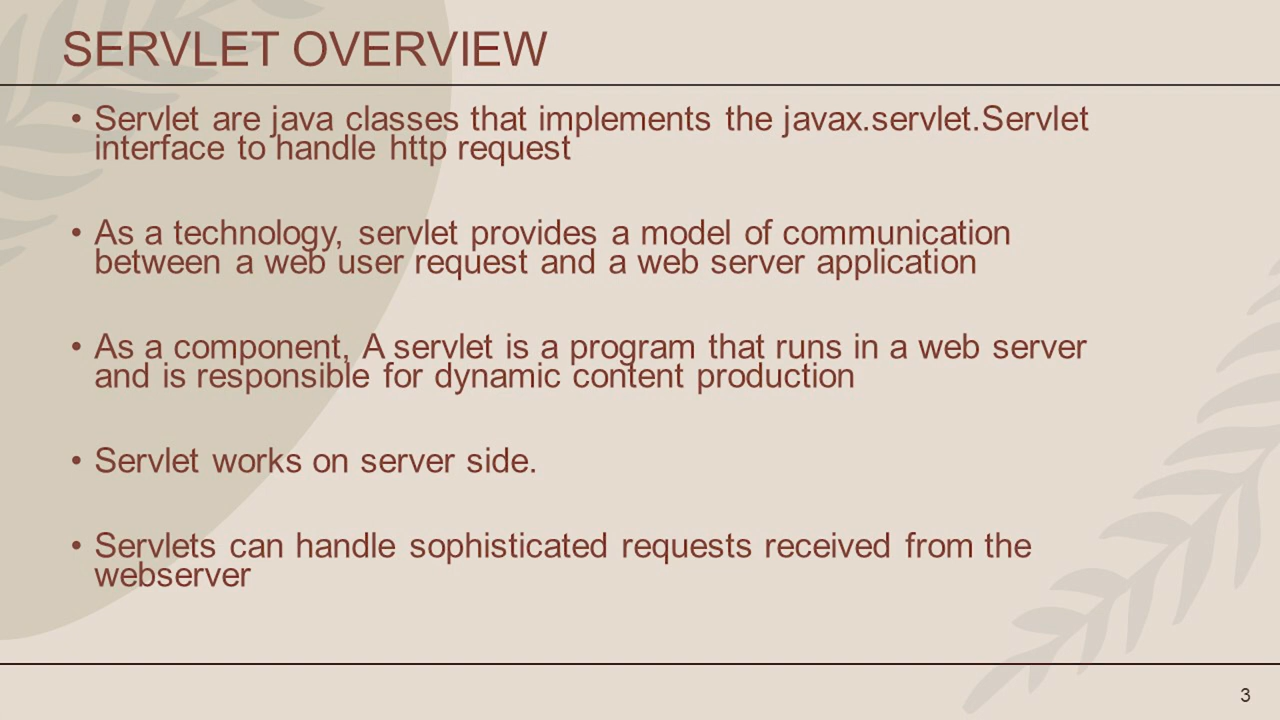 SERVLET OVERVIEW
• Servlet are java classes that implements the javax.servlet.Servlet
interface to handle http request
• As a technology, servlet provides a model of communication
between a web user request and a web server application
• As a component, A servlet is a program that runs in a web server
and is responsible for dynamic content production
• Servlet works on server side.
• Servlets can handle sophisticated requests received from the
webserver
3